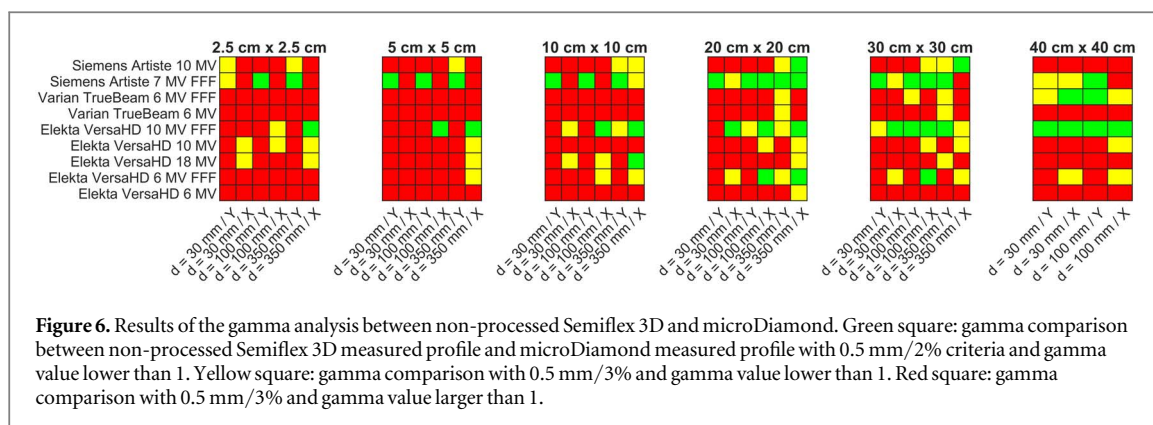 2.5 cm x 2.5 cm 5 cm x 5 cm 10 cm x 10 cm 20 cm x 20 cm 30 cm x 30 cm 40 cm x 40 cm
Siemens Artiste 10 MV
Siemens Artiste 7 MV FFF
Varian TrueBeam 6 MV FFF
Varian TrueBeam 6 MV
Elekta VersaHD 10 MV FFF
Elekta VersaHD 10 MV
Elekta VersaHD 18 MV
Elekta VersaHD 6 MV FFF
Elekta VersaHD 6 MV
d = 30 mm / Y
d = 30 mm / X
d = 100 mm / Y
d = 100 mm / X
d = 350 mm / Y
d = 350 mm / X
d = 30 mm / Y
d = 30 mm / X
d = 100 mm / Y
d = 100 mm / X
d = 350 mm / Y
d = 350 mm / X
d = 30 mm / Y
d = 30 mm / X
d = 100 mm / Y
d = 100 mm / X
d = 350 mm / Y
d = 350 mm / X
d = 30 mm / Y
d = 30 mm / X
d = 100 mm / Y
d = 100 mm / X
d = 350 mm / Y
d = 350 mm / X
d = 30 mm / Y
d = 30 mm / X
d = 100 mm / Y
d = 100 mm / X
d = 350 mm / Y
d = 350 mm / X
d = 30 mm / Y
d = 30 mm / X
d = 100 mm / Y
d = 100 mm / X
Figure 6. Results of the gamma analysis between non-processed Semiflex 3D and microDiamond. Green square: gamma comparison
between non-processed Semiflex 3D measured profile and microDiamond measured profile with 0.5 mm/2% criteria and gamma
value lower than 1. Yellow square: gamma comparison with 0.5 mm/3% and gamma value lower than 1. Red square: gamma
comparison with 0.5 mm/3% and gamma value larger than 1.